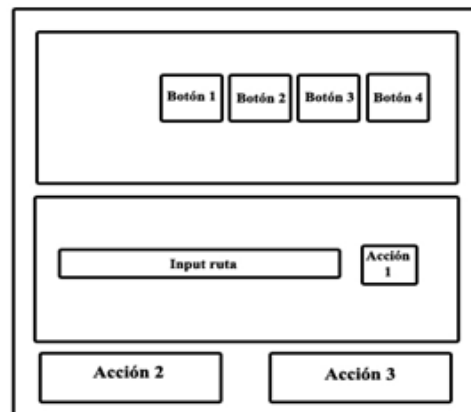 Botón 1 Botón 2 Botón 3 Botón 4
Input ruta
Acción
1
Acción 2
Acción 3